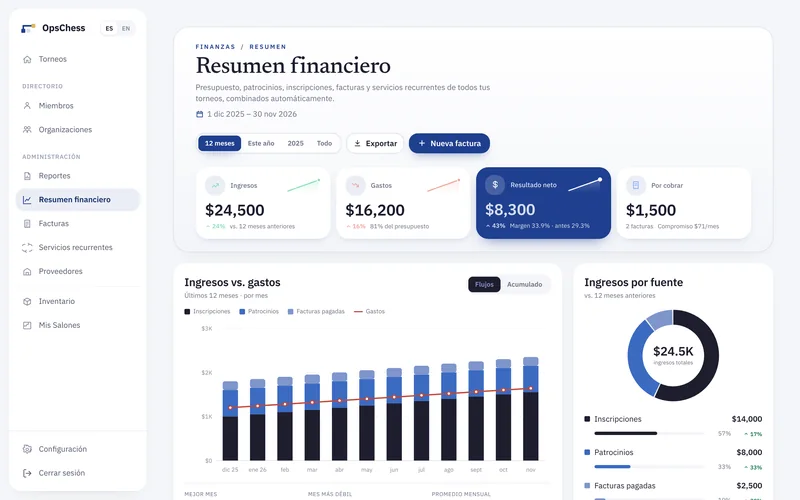 OpsChess
ES EN
Torneos
DIRECTORIO
Miembros
Organizaciones
ADMINISTRACIÓN
Reportes
Resumen financiero
Facturas
Servicios recurrentes
Proveedores
Inventario
Mis Salones
Configuración
Cerrar sesión
FINANZAS / RESUMEN
Resumen financiero
Presupuesto, patrocinios, inscripciones, facturas y servicios recurrentes de todos tus
torneos, combinados automáticamente.
1 dic 2025 – 30 nov 2026
12 meses Este año 2025 Todo
Exportar
+ Nueva factura
Ingresos
$24,500
24% vs. 12 meses anteriores
Gastos
$16,200
16% 81% del presupuesto
$ Resultado neto
$8,300
43% Margen 33.9% · antes 29.3%
Por cobrar
$1,500
2 facturas Compromiso $71/mes
Ingresos vs. gastos
Últimos 12 meses · por mes
Flujos Acumulado
Inscripciones Patrocinios Facturas pagadas Gastos
$3K
$2K
$1K
$0
dic 25 ene 26 feb mar abr may jun jul ago sept oct nov
MEJOR MES MES MÁS DÉBIL PROMEDIO MENSUAL
Ingresos por fuente
vs. 12 meses anteriores
$24.5K
ingresos totales
Inscripciones $14,000
57% 17%
Patrocinios $8,000
33% 33%
Facturas pagadas $2,500